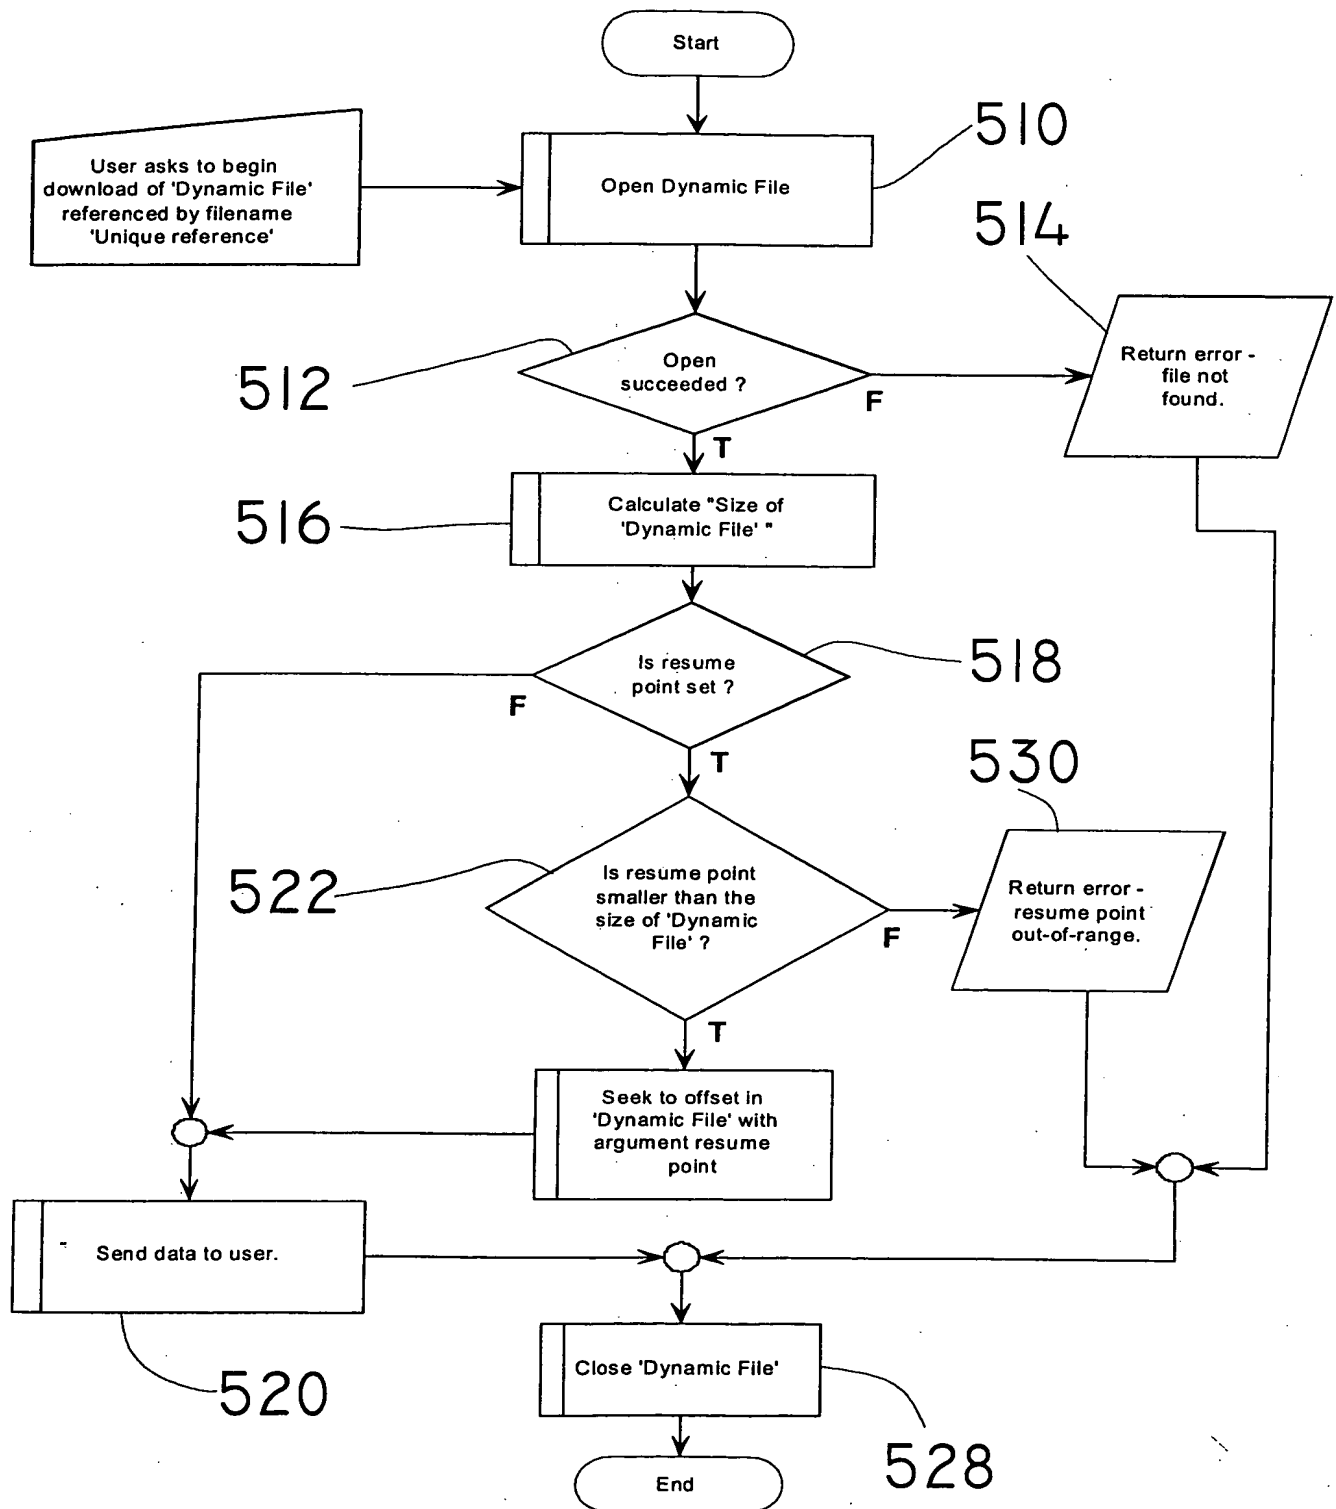 Start
510
User asks to begin
download of 'Dynamic File'
referenced by filename
'Unique reference'
Open Dynamic File
514
512
Open
succeeded ?
F
Return error -
file not
found.
T
516
Calculate "Size of
'Dynamic File' "
518
Is resume
point set ?
F
T
530
522
Is resume point
smaller than the
size of 'Dynamic
File' ?
F
Return error -
resume point
out-of-range.
T
Seek to offset in
'Dynamic File' with
argument resume
point
Send data to user.
520
Close 'Dynamic File'
528
End